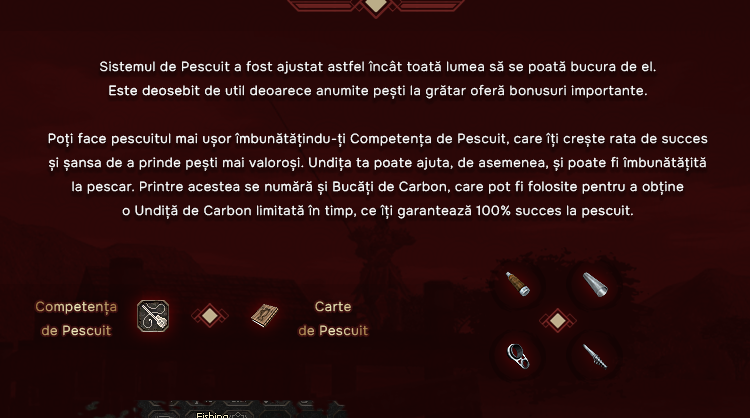 Sistemul de Pescuit a fost ajustat astfel încât toată lumea să se poată bucura de el.
Este deosebit de util deoarece anumite pești la grătar oferă bonusuri importante.
Poți face pescuitul mai ușor îmbunătățindu-ți Competența de Pescuit, care îți crește rata de succes
și șansa de a prinde pești mai valoroși. Undița ta poate ajuta, de asemenea, și poate fi îmbunătățită
la pescar. Printre acestea se numără și Bucăți de Carbon, care pot fi folosite pentru a obține
o Undiță de Carbon limitată în timp, ce îți garantează 100% succes la pescuit.
Competența
de Pescuit
Carte
de Pescuit
Fishing